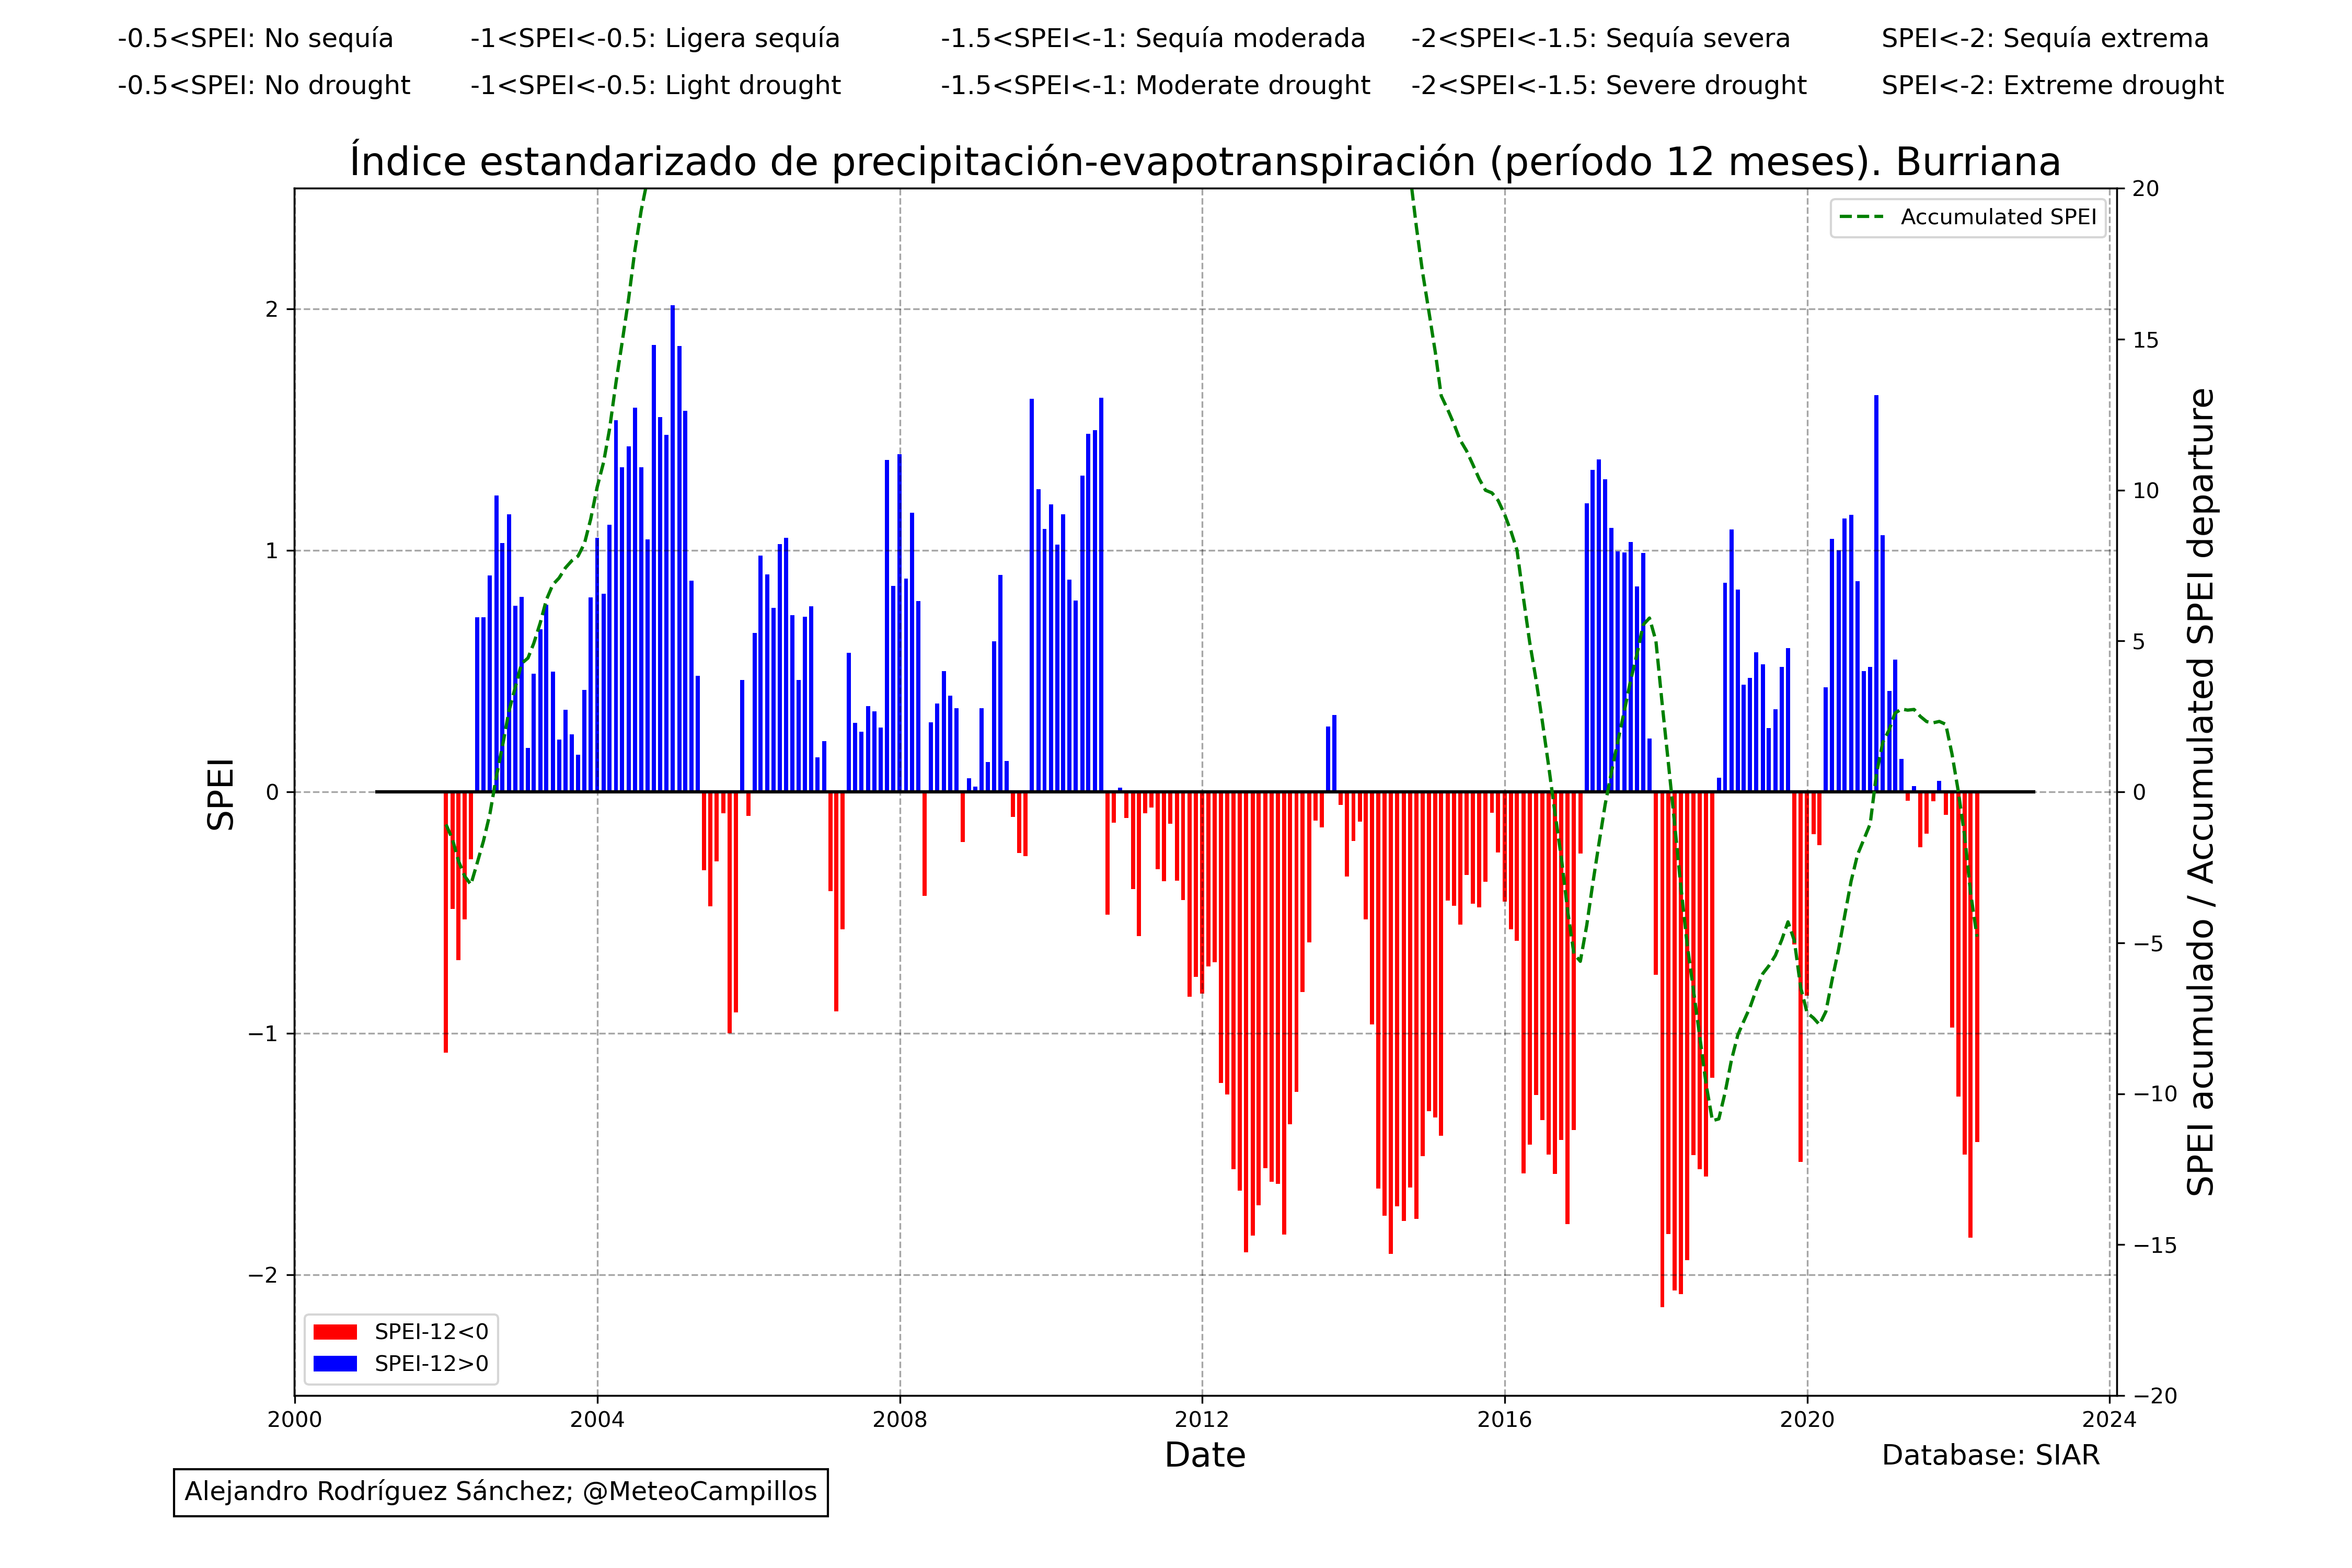 -0.5<SPEI: No sequía -1<SPEI<-0.5: Ligera sequía -1.5<SPEI<-1: Sequía moderada -2<SPEI<-1.5: Sequía severa SPEI<-2: Sequía extrema
-0.5<SPEI: No drought -1<SPEI<-0.5: Light drought -1.5<SPEI<-1: Moderate drought -2<SPEI<-1.5: Severe drought SPEI<-2: Extreme drought
Índice estandarizado de precipitación-evapotranspiración (período 12 meses). Burriana
Accumulated SPEI
SPEI
2
1
0
−1
−2
20
15
10
5
0
−5
−10
−15
−20
SPEI acumulado / Accumulated SPEI departure
SPEI-12<0
SPEI-12>0
2000 2004 2008 2012 2016 2020 2024
Date
Database: SIAR
Alejandro Rodríguez Sánchez; @MeteoCampillos